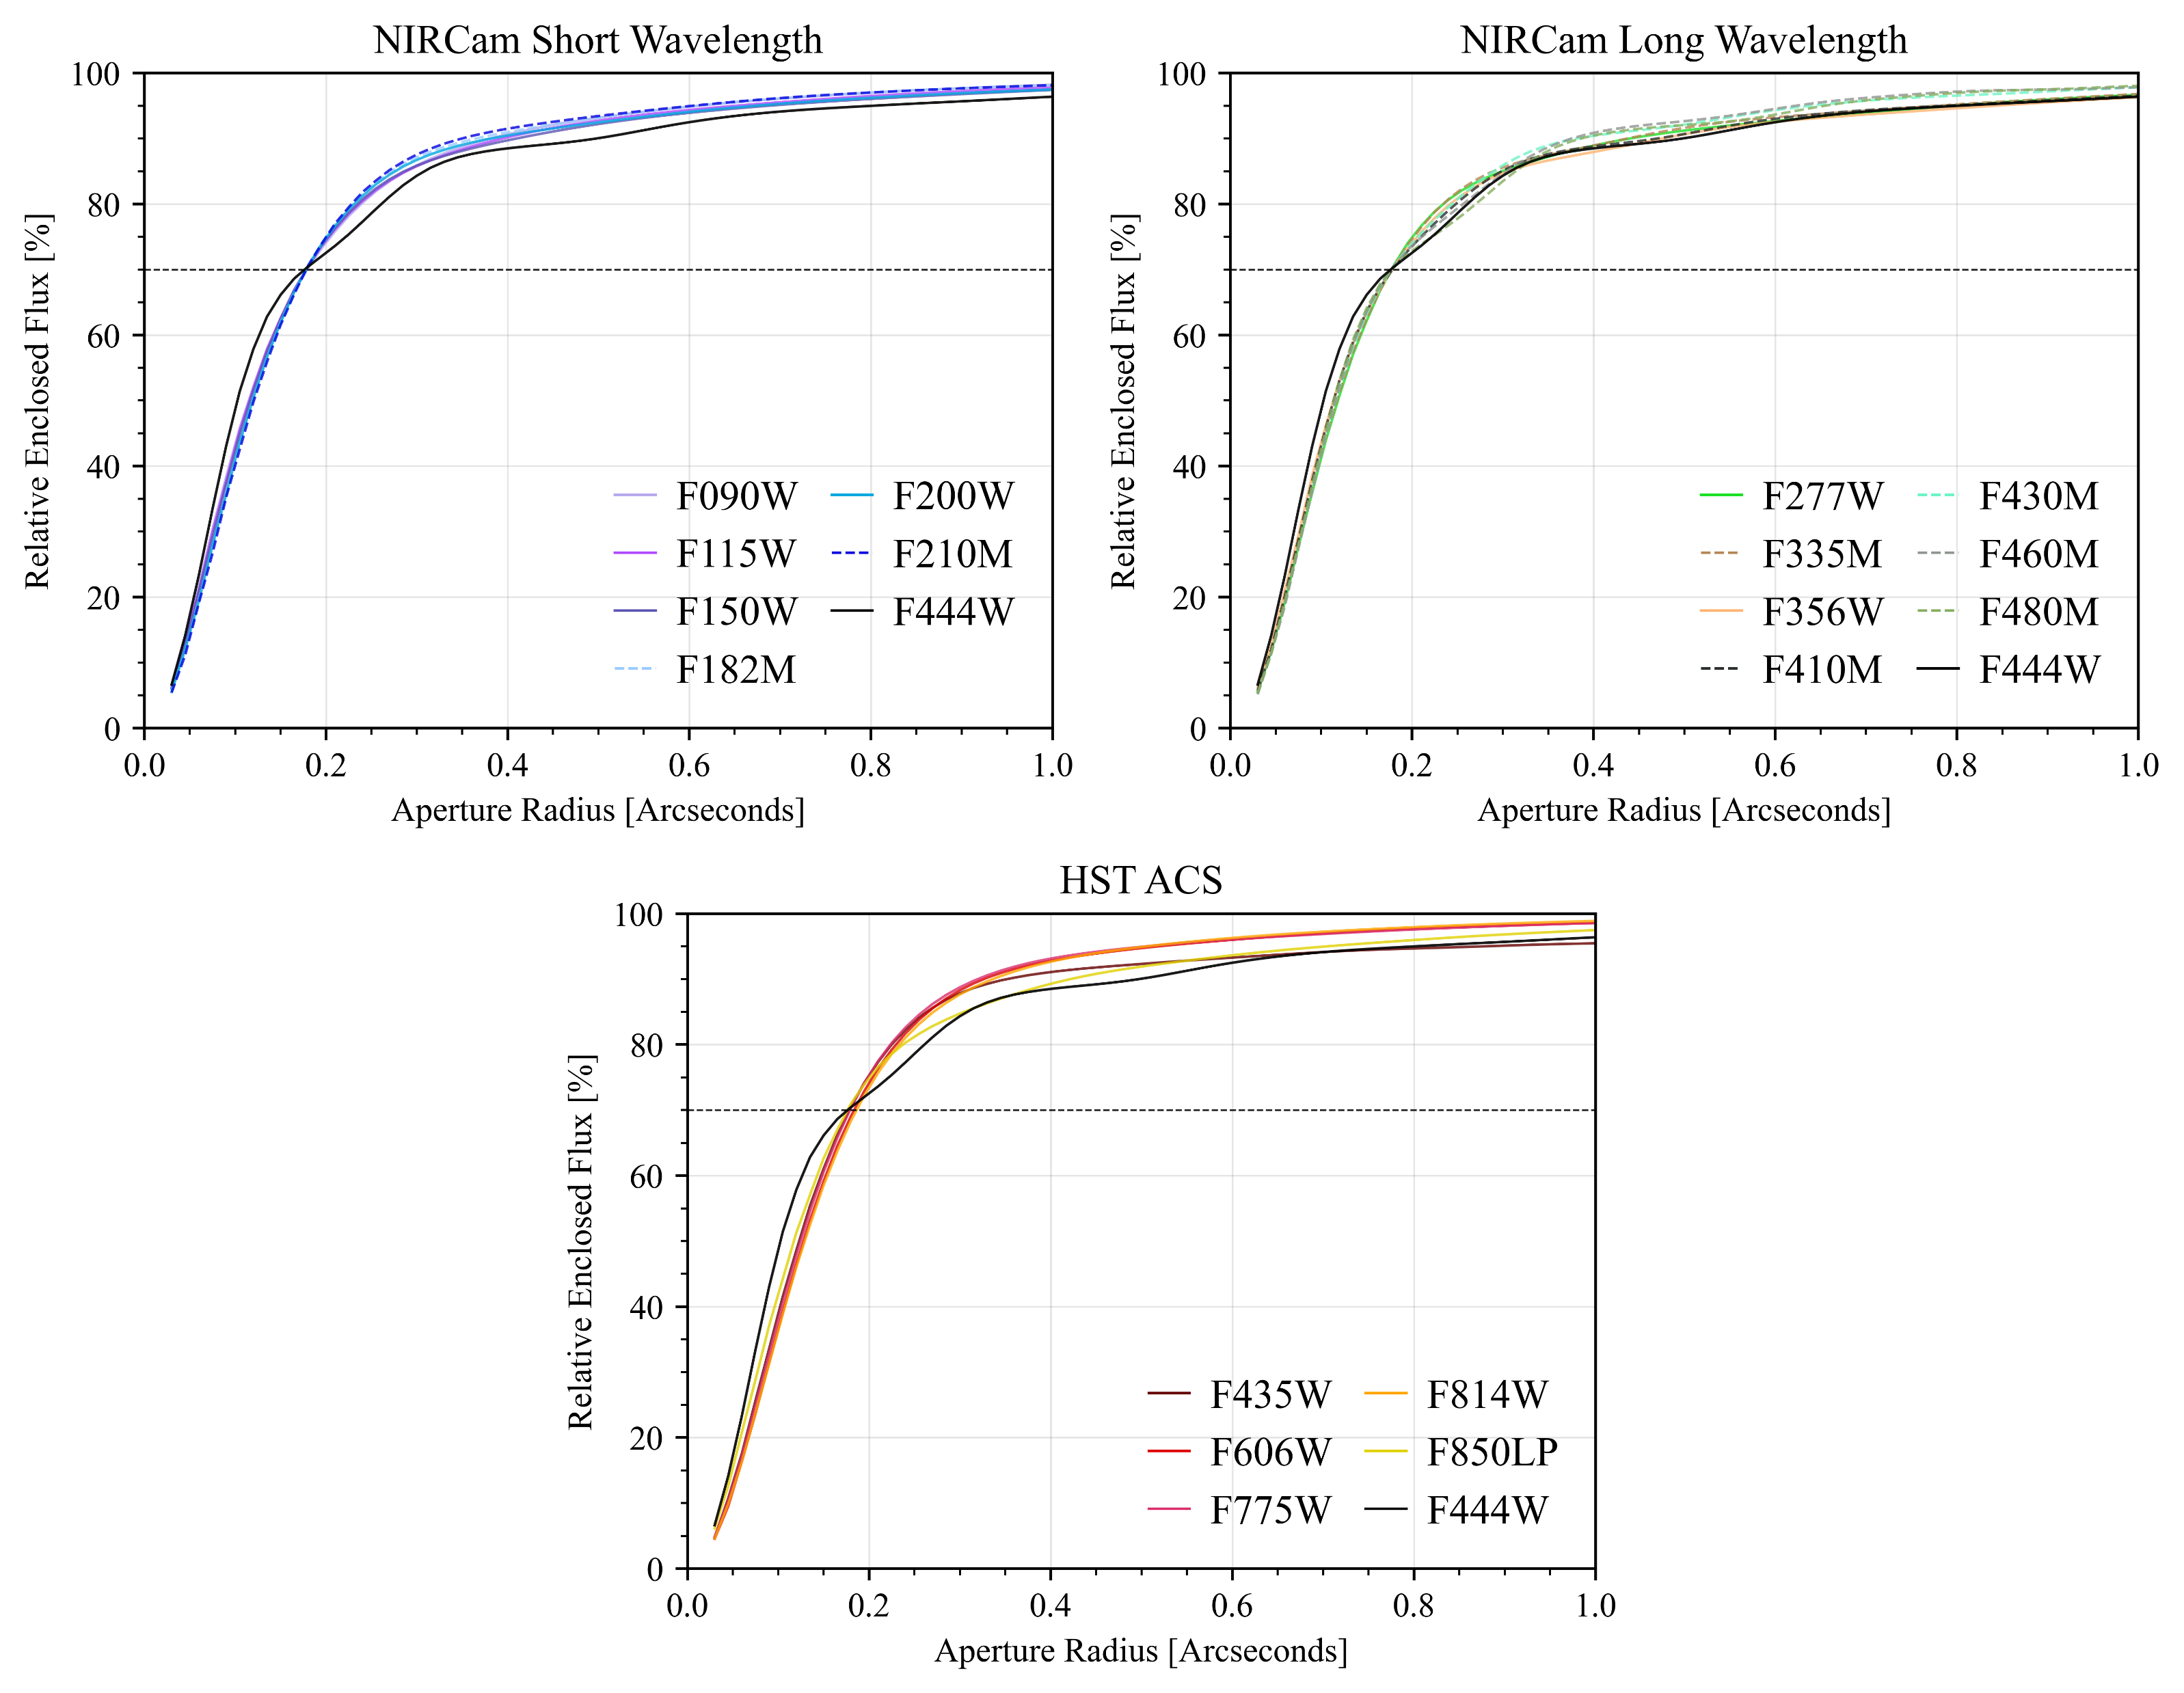 NIRCam Short Wavelength
Relative Enclosed Flux [%]
100
80
60
40
20
0
F090W
F115W
F150W
F182M
F200W
F210M
F444W
0.0 0.2 0.4 0.6 0.8 1.0
Aperture Radius [Arcseconds]
NIRCam Long Wavelength
Relative Enclosed Flux [%]
100
80
60
40
20
0
F277W
F335M
F356W
F410M
F430M
F460M
F480M
F444W
0.0 0.2 0.4 0.6 0.8 1.0
Aperture Radius [Arcseconds]
HST ACS
Relative Enclosed Flux [%]
100
80
60
40
20
0
F435W
F606W
F775W
F814W
F850LP
F444W
0.0 0.2 0.4 0.6 0.8 1.0
Aperture Radius [Arcseconds]